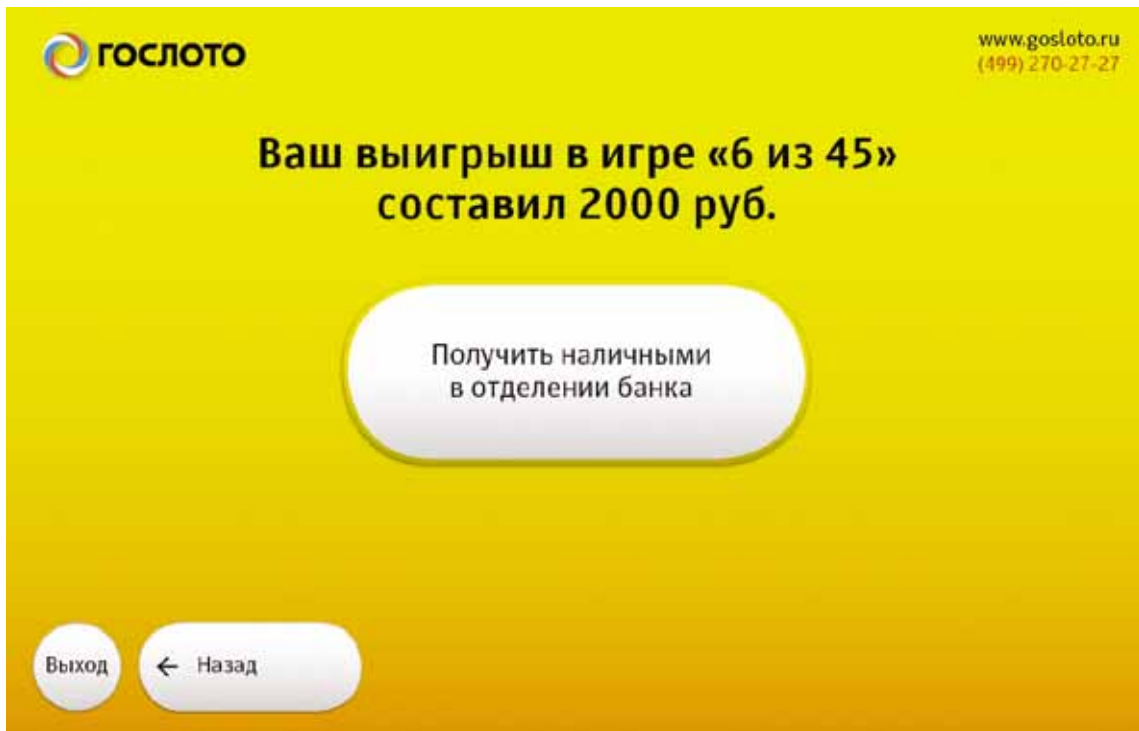 ГОСЛОТО
www.gosloto.ru
(499) 270-27-27
Ваш выигрыш в игре «6 из 45»
составил 2000 руб.
Получить наличными
в отделении банка
Выход
← Назад